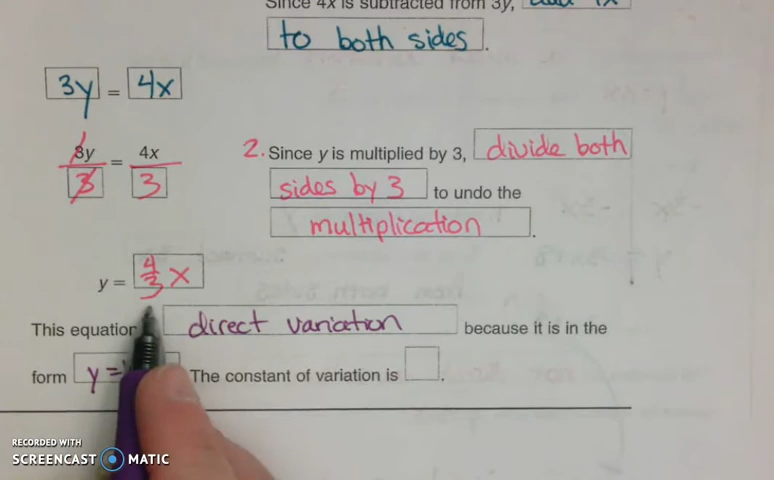 Since 4x is subtracted from 3y, add 4x
to both sides.
3y = 4x
3y/3 = 4x/3
2. Since y is multiplied by 3, divide both
sides by 3 to undo the
multiplication.
y = 4/3 x
This equation direct variation because it is in the
form y= The constant of variation is .
RECORDED WITH
SCREENCAST MATIC